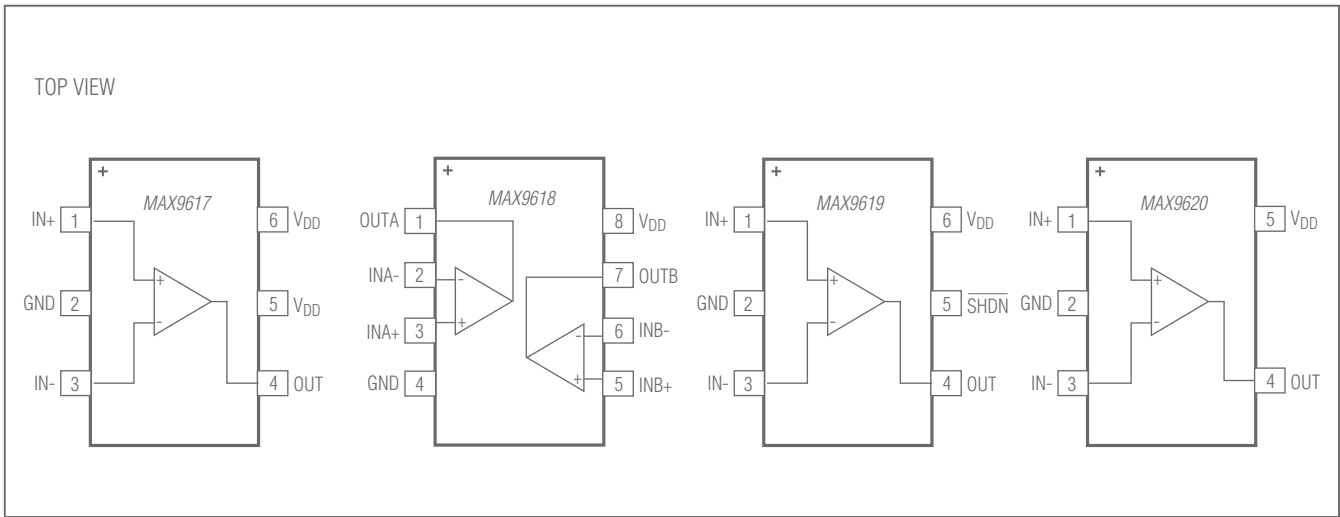 TOP VIEW
+
MAX9617
IN+ 1
6 VDD
+
GND 2
5 VDD
-
IN- 3
4 OUT
+
MAX9618
OUTA 1
8 VDD
INA- 2
-
7 OUTB
INA+ 3
+
-
6 INB-
GND 4
+
5 INB+
+
MAX9619
IN+ 1
6 VDD
+
GND 2
5 S̅H̅D̅N̅
-
IN- 3
4 OUT
+
MAX9620
IN+ 1
5 VDD
+
GND 2
-
IN- 3
4 OUT